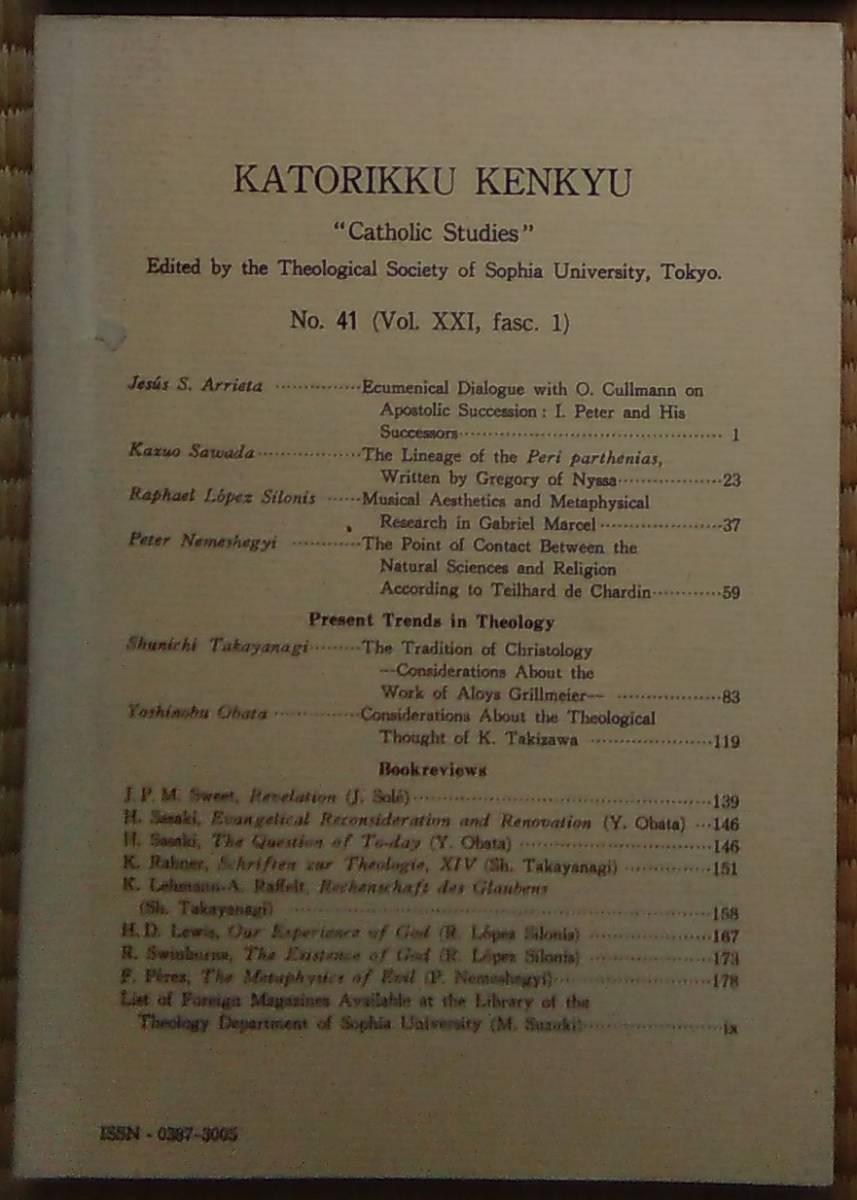 KATORIKKU KENKYU
“Catholic Studies”
Edited by the Theological Society of Sophia University, Tokyo.
No. 41 (Vol. XXI, fasc. 1)
Jesús S. Arrieta ·············· Ecumenical Dialogue with O. Cullmann on
Apostolic Succession : I. Peter and His
Successors ······································ 1
Kazuo Sawada ················· The Lineage of the Peri parthenias,
Written by Gregory of Nyssa ················· 23
Raphael López Silonis ······ Musical Aesthetics and Metaphysical
Research in Gabriel Marcel ···················· 37
Peter Nemeshegyi ············ The Point of Contact Between the
Natural Sciences and Religion
According to Teilhard de Chardin ··········· 59
Present Trends in Theology
Shunichi Takayanagi ········ The Tradition of Christology
—Considerations About the
Work of Aloys Grillmeier— ················· 83
Yoshinobu Obata ·············· Considerations About the Theological
Thought of K. Takizawa ···················· 119
Bookreviews
J. P. M. Sweet, Revelation (J. Solé) ················································ 139
H. Sasaki, Evangelical Reconsideration and Renovation (Y. Obata) ··· 146
H. Sasaki, The Question of To-day (Y. Obata) ································ 146
K. Rahner, Schriften zur Theologie, XIV (Sh. Takayanagi) ·············· 151
K. Lehmann-A. Raffelt, Rechenschaft des Glaubens
(Sh. Takayanagi) ································································ 158
H. D. Lewis, Our Experience of God (R. López Silonis) ··················· 167
R. Swinburne, The Existence of God (R. López Silonis) ··················· 173
F. Pérez, The Metaphysics of Evil (P. Nemeshegyi) ························ 178
List of Foreign Magazines Available at the Library of the
Theology Department of Sophia University (M. Suzuki) ··················· ix
ISSN - 0387-3005